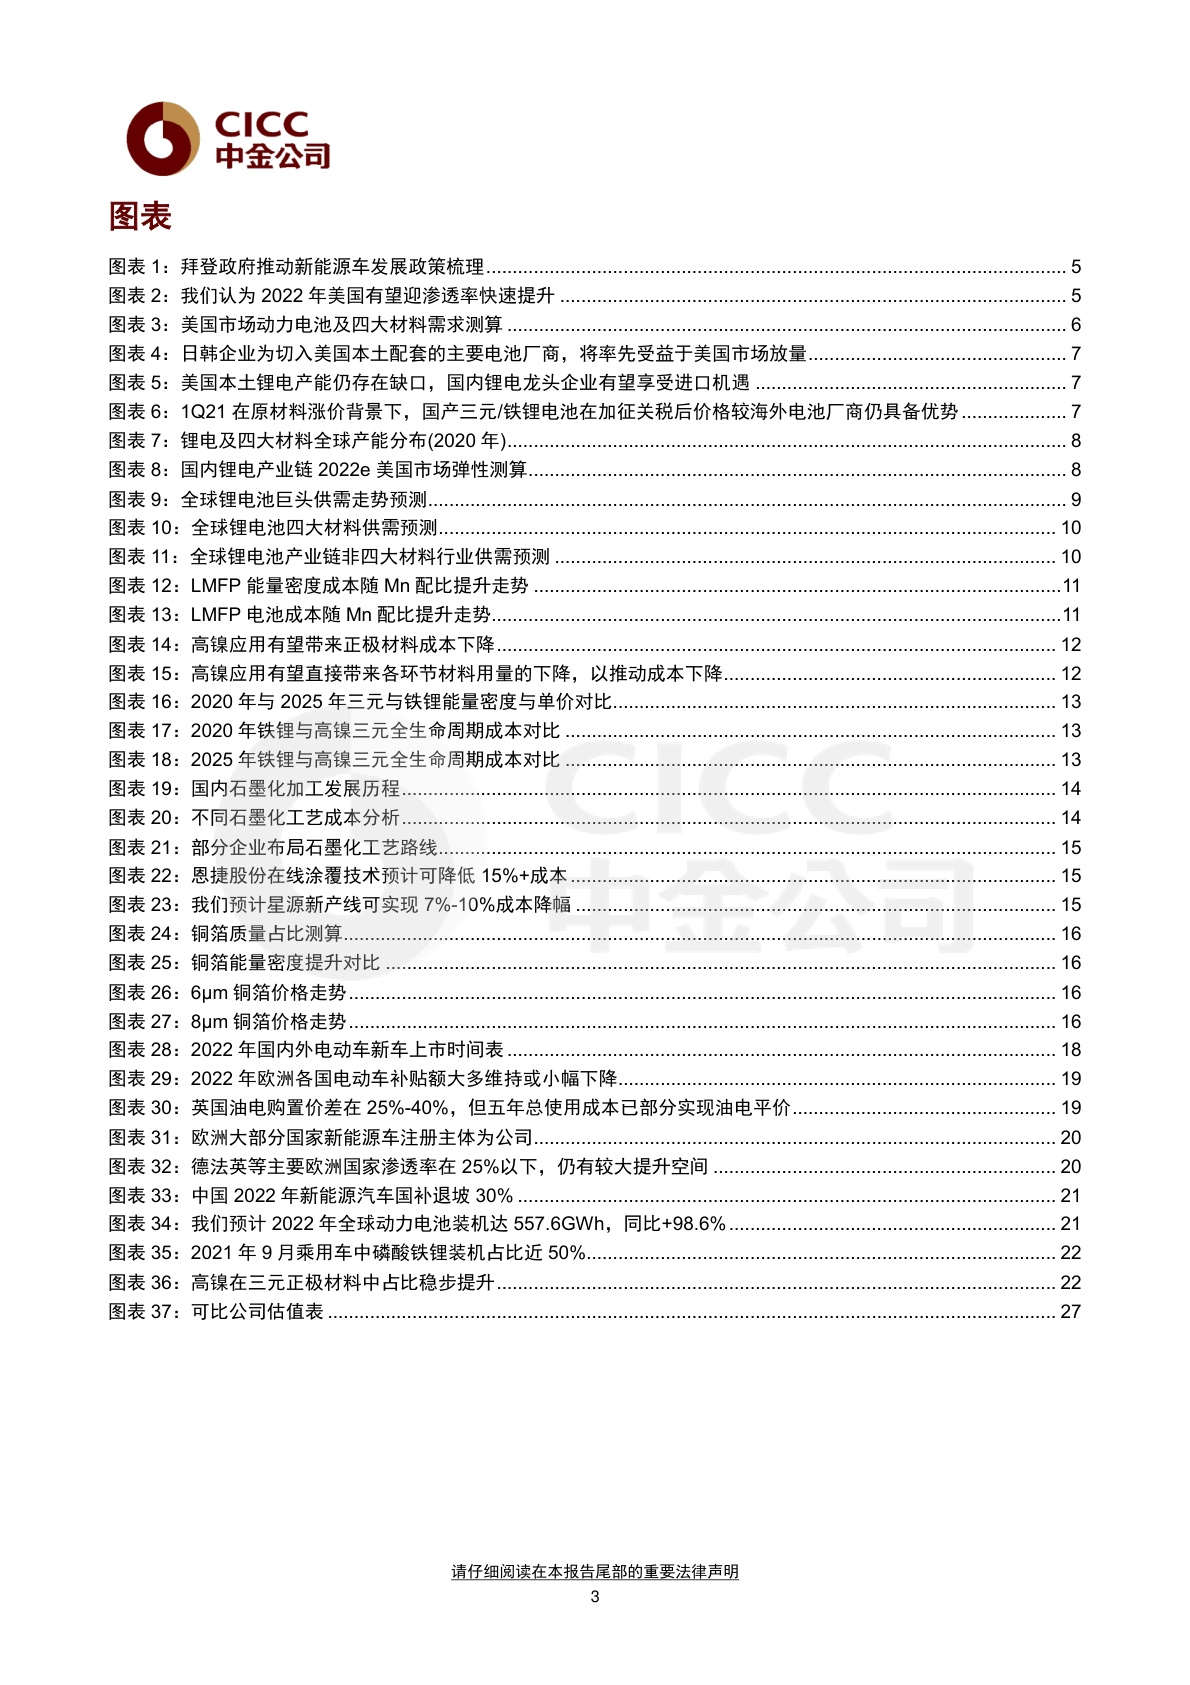 CICC
中金公司
图表
图表 1：拜登政府推动新能源车发展政策梳理 5
图表 2：我们认为 2022 年美国有望迎渗透率快速提升 5
图表 3：美国市场动力电池及四大材料需求测算 6
图表 4：日韩企业为切入美国本土配套的主要电池厂商，将率先受益于美国市场放量 7
图表 5：美国本土锂电产能仍存在缺口，国内锂电龙头企业有望享受进口机遇 7
图表 6：1Q21 在原材料涨价背景下，国产三元/铁锂电池在加征关税后价格较海外电池厂商仍具备优势 7
图表 7：锂电及四大材料全球产能分布(2020 年) 8
图表 8：国内锂电产业链 2022e 美国市场弹性测算 8
图表 9：全球锂电池巨头供需走势预测 9
图表 10：全球锂电池四大材料供需预测 10
图表 11：全球锂电池产业链非四大材料行业供需预测 10
图表 12：LMFP 能量密度成本随 Mn 配比提升走势 11
图表 13：LMFP 电池成本随 Mn 配比提升走势 11
图表 14：高镍应用有望带来正极材料成本下降 12
图表 15：高镍应用有望直接带来各环节材料用量的下降，以推动成本下降 12
图表 16：2020 年与 2025 年三元与铁锂能量密度与单价对比 13
图表 17：2020 年铁锂与高镍三元全生命周期成本对比 13
图表 18：2025 年铁锂与高镍三元全生命周期成本对比 13
图表 19：国内石墨化加工发展历程 14
图表 20：不同石墨化工艺成本分析 14
图表 21：部分企业布局石墨化工艺路线 15
图表 22：恩捷股份在线涂覆技术预计可降低 15%+成本 15
图表 23：我们预计星源新产线可实现 7%-10%成本降幅 15
图表 24：铜箔质量占比测算 16
图表 25：铜箔能量密度提升对比 16
图表 26：6μm 铜箔价格走势 16
图表 27：8μm 铜箔价格走势 16
图表 28：2022 年国内外电动车新车上市时间表 18
图表 29：2022 年欧洲各国电动车补贴额大多维持或小幅下降 19
图表 30：英国油电购置价差在 25%-40%，但五年总使用成本已部分实现油电平价 19
图表 31：欧洲大部分国家新能源车注册主体为公司 20
图表 32：德法英等主要欧洲国家渗透率在 25%以下，仍有较大提升空间 20
图表 33：中国 2022 年新能源汽车国补退坡 30% 21
图表 34：我们预计 2022 年全球动力电池装机达 557.6GWh，同比+98.6% 21
图表 35：2021 年 9 月乘用车中磷酸铁锂装机占比近 50% 22
图表 36：高镍在三元正极材料中占比稳步提升 22
图表 37：可比公司估值表 27
CICC
中金公司
请仔细阅读在本报告尾部的重要法律声明
3